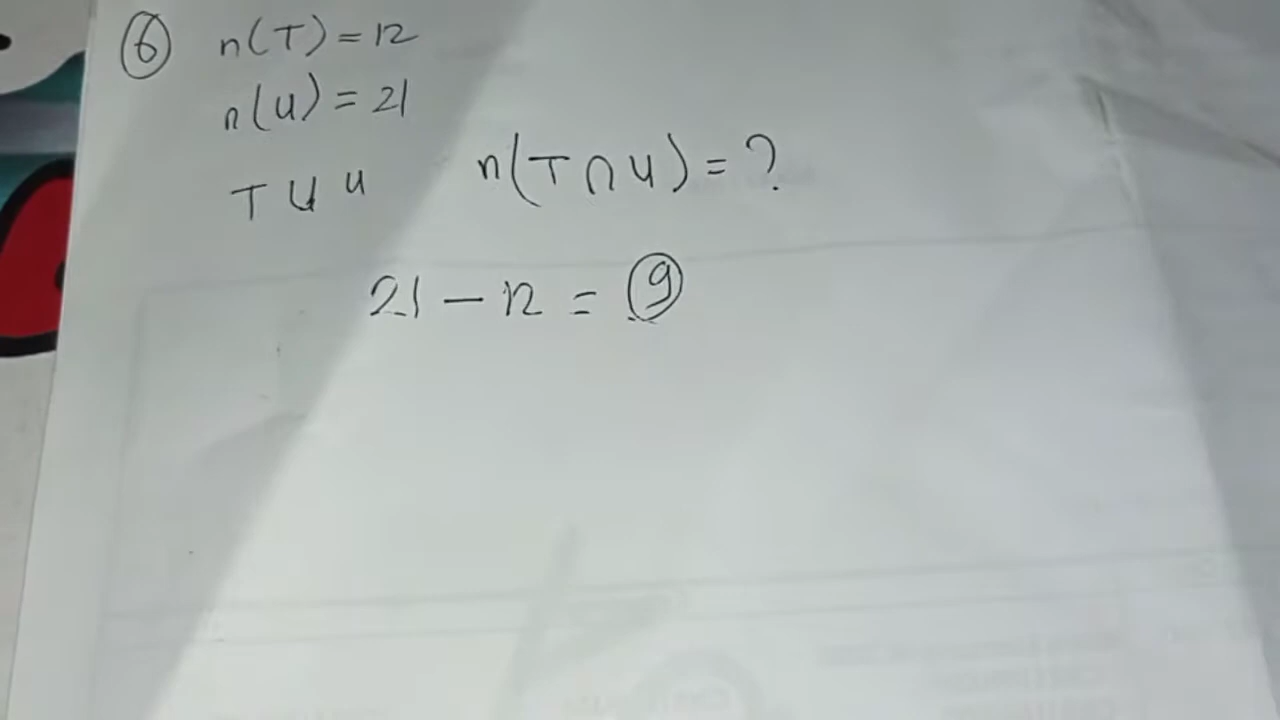 ⑥ n(T) = 12
n(u) = 21
T U u n(T ∩ u) = ?
21 - 12 = ⑨